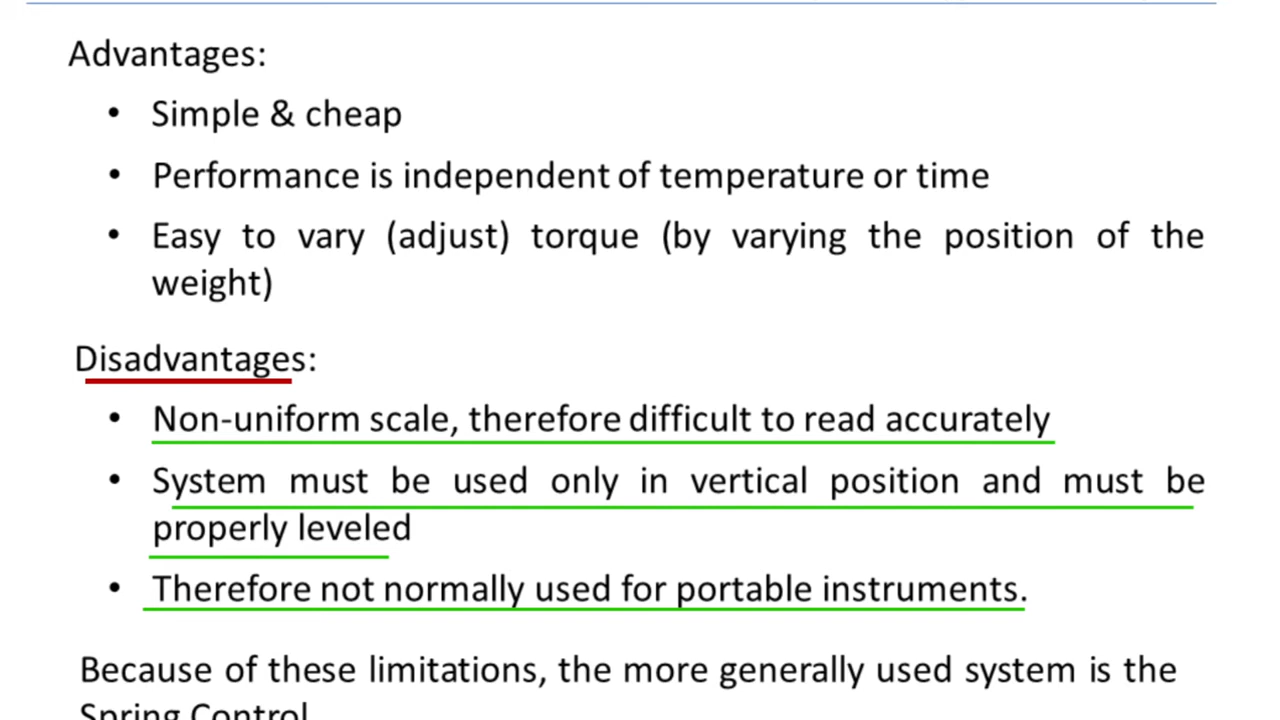 Advantages:
• Simple & cheap
• Performance is independent of temperature or time
• Easy to vary (adjust) torque (by varying the position of the
weight)
Disadvantages:
• Non-uniform scale, therefore difficult to read accurately
• System must be used only in vertical position and must be
properly leveled
• Therefore not normally used for portable instruments.
Because of these limitations, the more generally used system is the
Spring Control